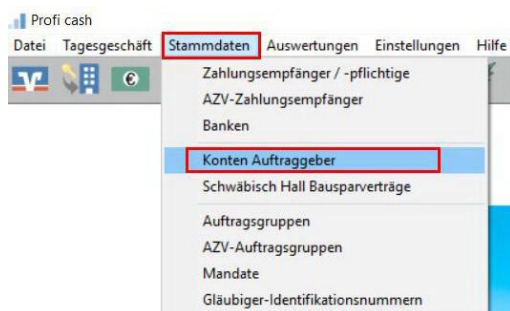 Profi cash
Datei Tagesgeschäft Stammdaten Auswertungen Einstellungen Hilfe
Zahlungsempfänger / -pflichtige
AZV-Zahlungsempfänger
Banken
Konten Auftraggeber
Schwäbisch Hall Bausparverträge
Auftragsgruppen
AZV-Auftragsgruppen
Mandate
Gläubiger-Identifikationsnummern